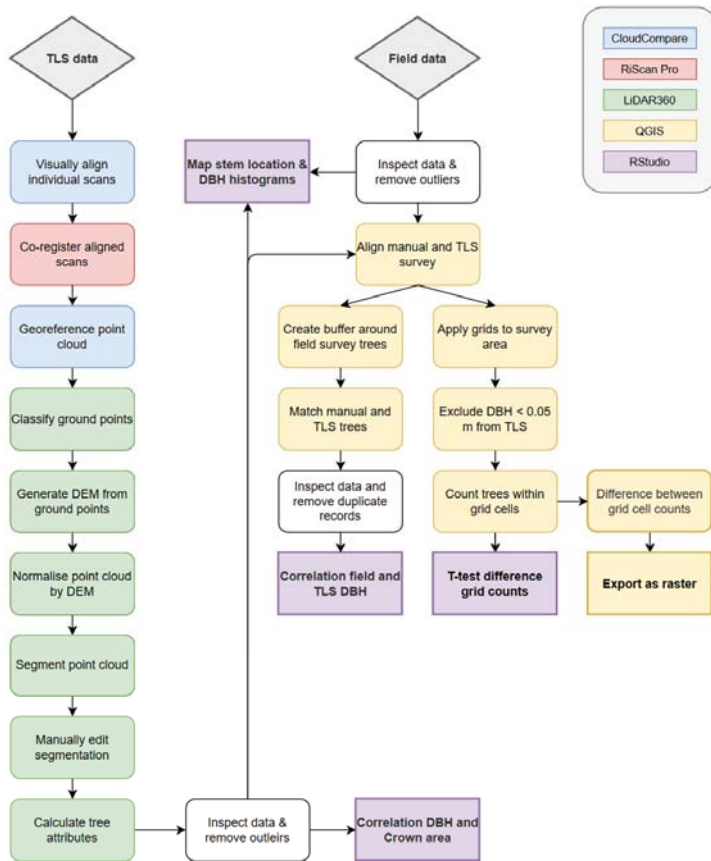 TLS data
Field data
CloudCompare
RiScan Pro
LiDAR360
QGIS
RStudio
Visually align
individual scans
Map stem location &
DBH histograms
Inspect data &
remove outliers
Co-register aligned
scans
Align manual and TLS
survey
Georeference point
cloud
Create buffer around
field survey trees
Apply grids to survey
area
Classify ground points
Match manual and
TLS trees
Exclude DBH < 0.05
m from TLS
Generate DEM from
ground points
Inspect data and
remove duplicate
records
Count trees within
grid cells
Difference between
grid cell counts
Normalise point cloud
by DEM
Correlation field and
TLS DBH
T-test difference
grid counts
Export as raster
Segment point cloud
Manually edit
segmentation
Calculate tree
attributes
Inspect data &
remove outleirs
Correlation DBH and
Crown area